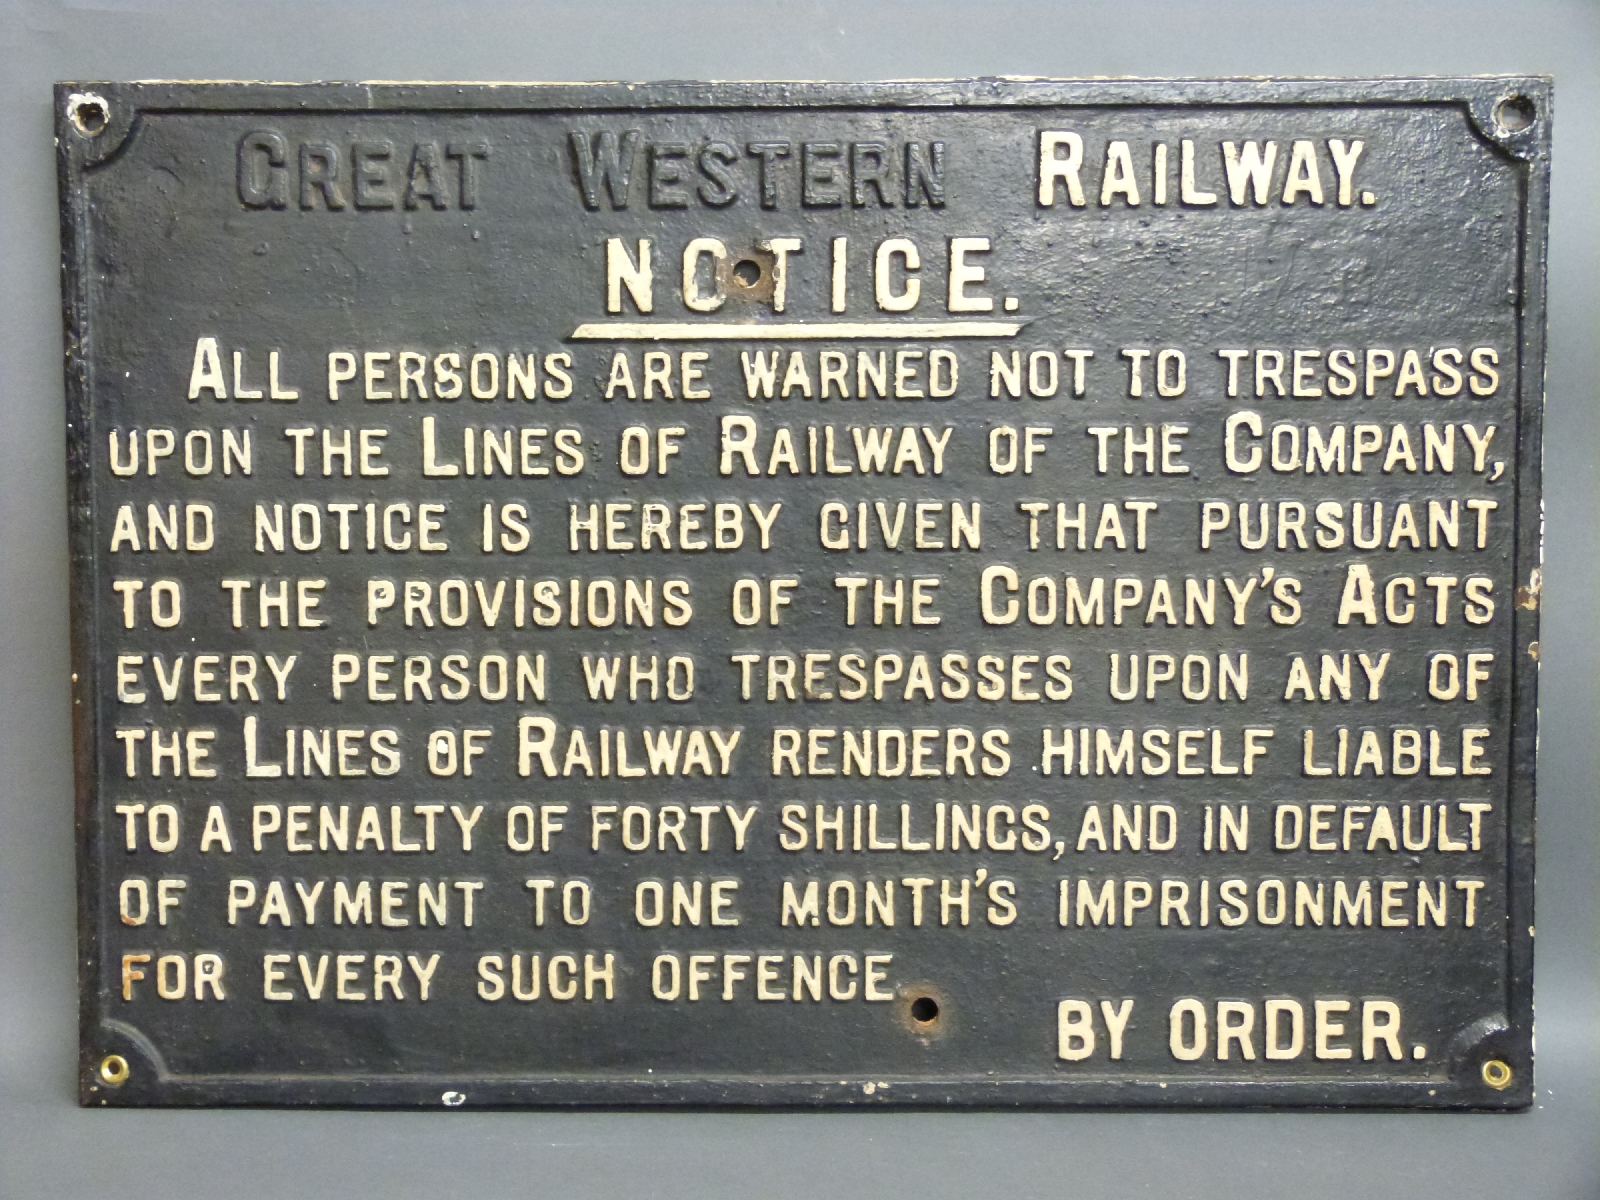 GREAT WESTERN RAILWAY.
NOTICE.
ALL PERSONS ARE WARNED NOT TO TRESPASS
UPON THE LINES OF RAILWAY OF THE COMPANY,
AND NOTICE IS HEREBY GIVEN THAT PURSUANT
TO THE PROVISIONS OF THE COMPANY'S ACTS
EVERY PERSON WHO TRESPASSES UPON ANY OF
THE LINES OF RAILWAY RENDERS HIMSELF LIABLE
TO A PENALTY OF FORTY SHILLINGS, AND IN DEFAULT
OF PAYMENT TO ONE MONTH'S IMPRISONMENT
FOR EVERY SUCH OFFENCE
BY ORDER.